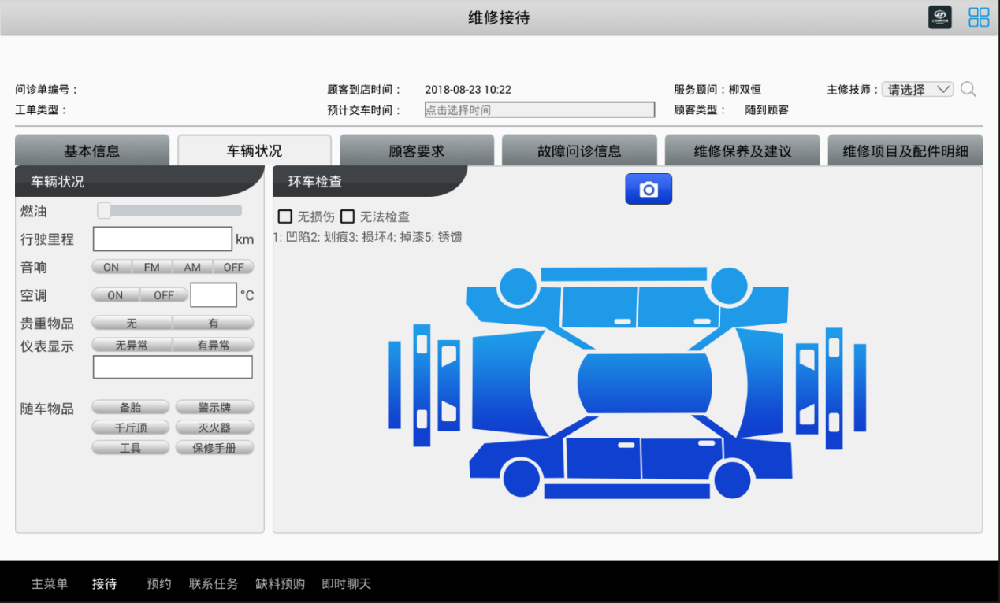 维修接待
问诊单编号：
顾客到店时间： 2018-08-23 10:22
服务顾问：柳双恒
主修技师：请选择
工单类型：
预计交车时间： 点击选择时间
顾客类型： 随到顾客
基本信息 车辆状况 顾客要求 故障问诊信息 维修保养及建议 维修项目及配件明细
车辆状况
燃油
行驶里程 km
音响 ON FM AM OFF
空调 ON OFF °C
贵重物品 无 有
仪表显示 无异常 有异常
随车物品 备胎 警示牌
千斤顶 灭火器
工具 保修手册
环车检查
无损伤 无法检查
1: 凹陷2: 划痕3: 损坏4: 掉漆5: 锈馈
主菜单 接待 预约 联系任务 缺料预购 即时聊天